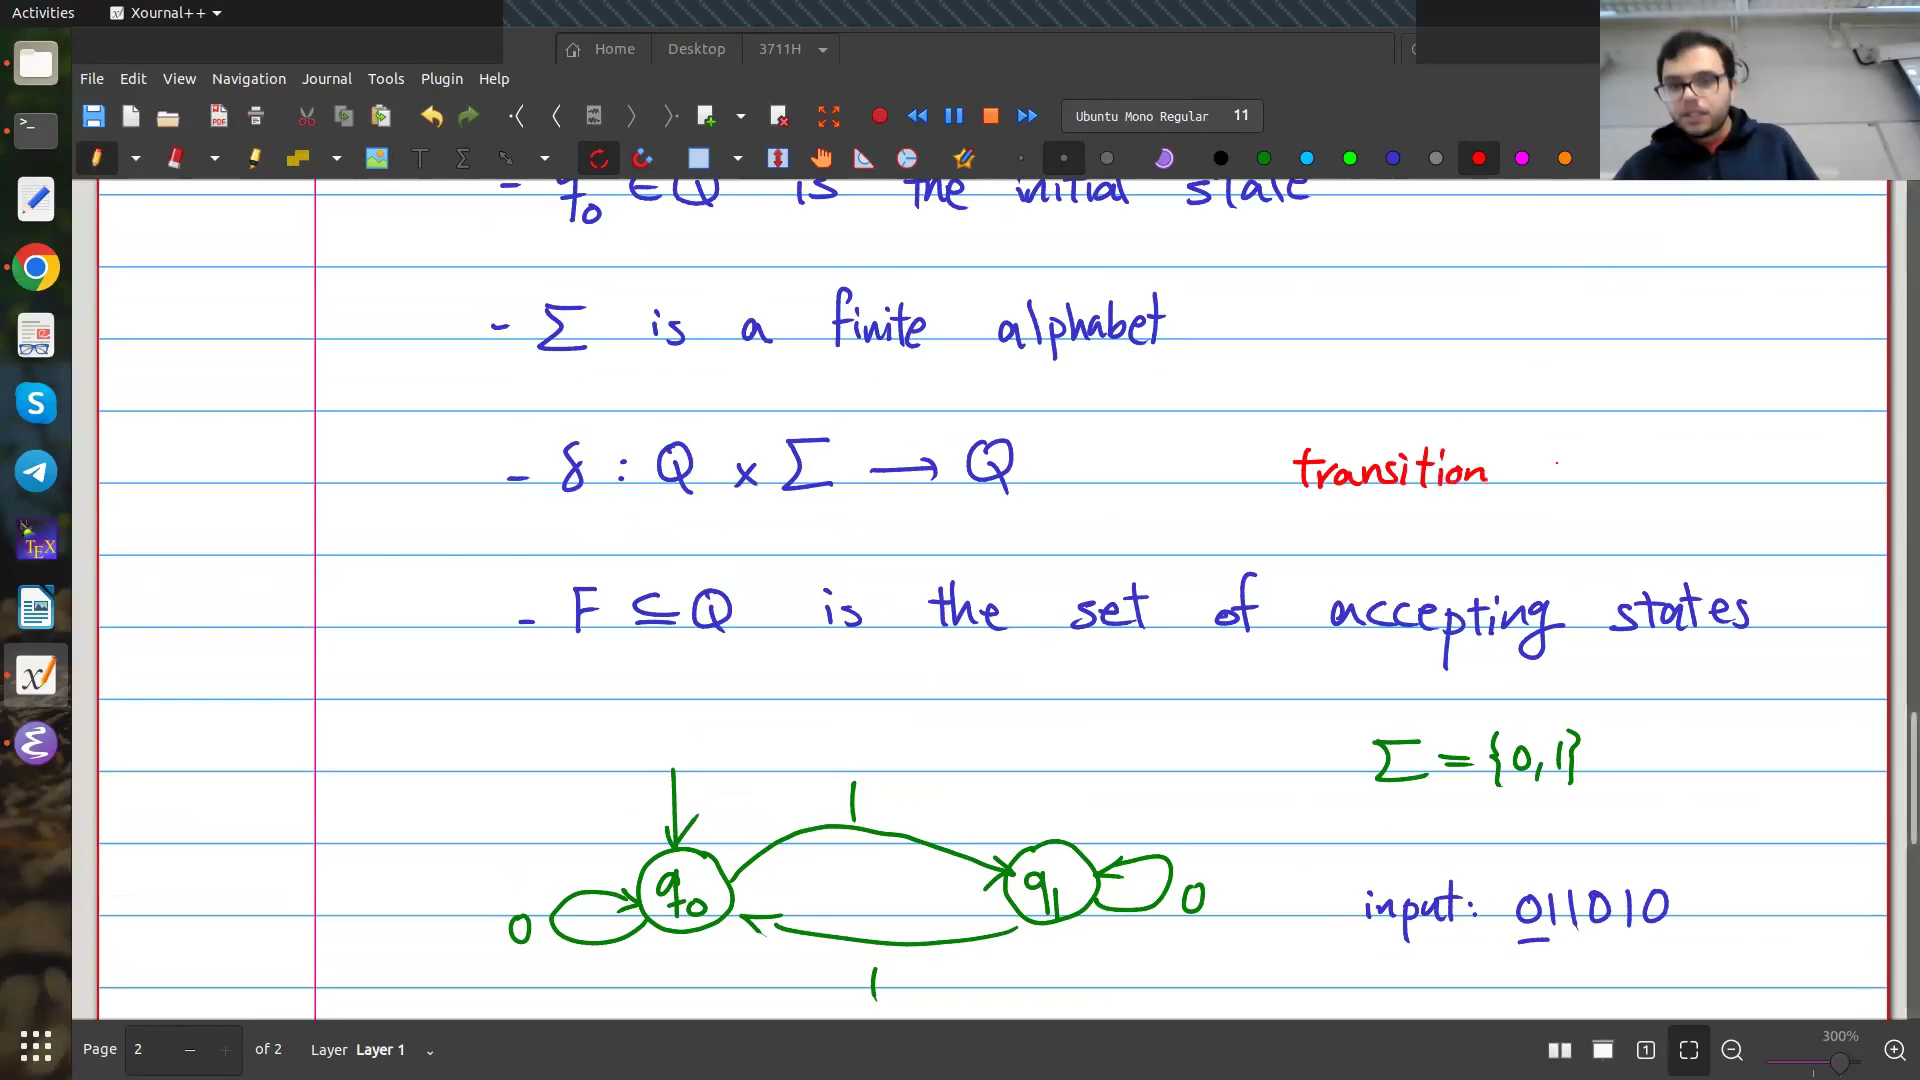 Activities Xournal++
Home Desktop 3711H
File Edit View Navigation Journal Tools Plugin Help
Ubuntu Mono Regular 11
- q₀ ∈ Q is the initial state
- Σ is a finite alphabet
- δ : Q × Σ → Q transition
- F ⊆ Q is the set of accepting states
Σ = {0,1}
1
q₀ q₁
0 0
input: 011010
1
Page 2 of 2 Layer Layer 1 300%